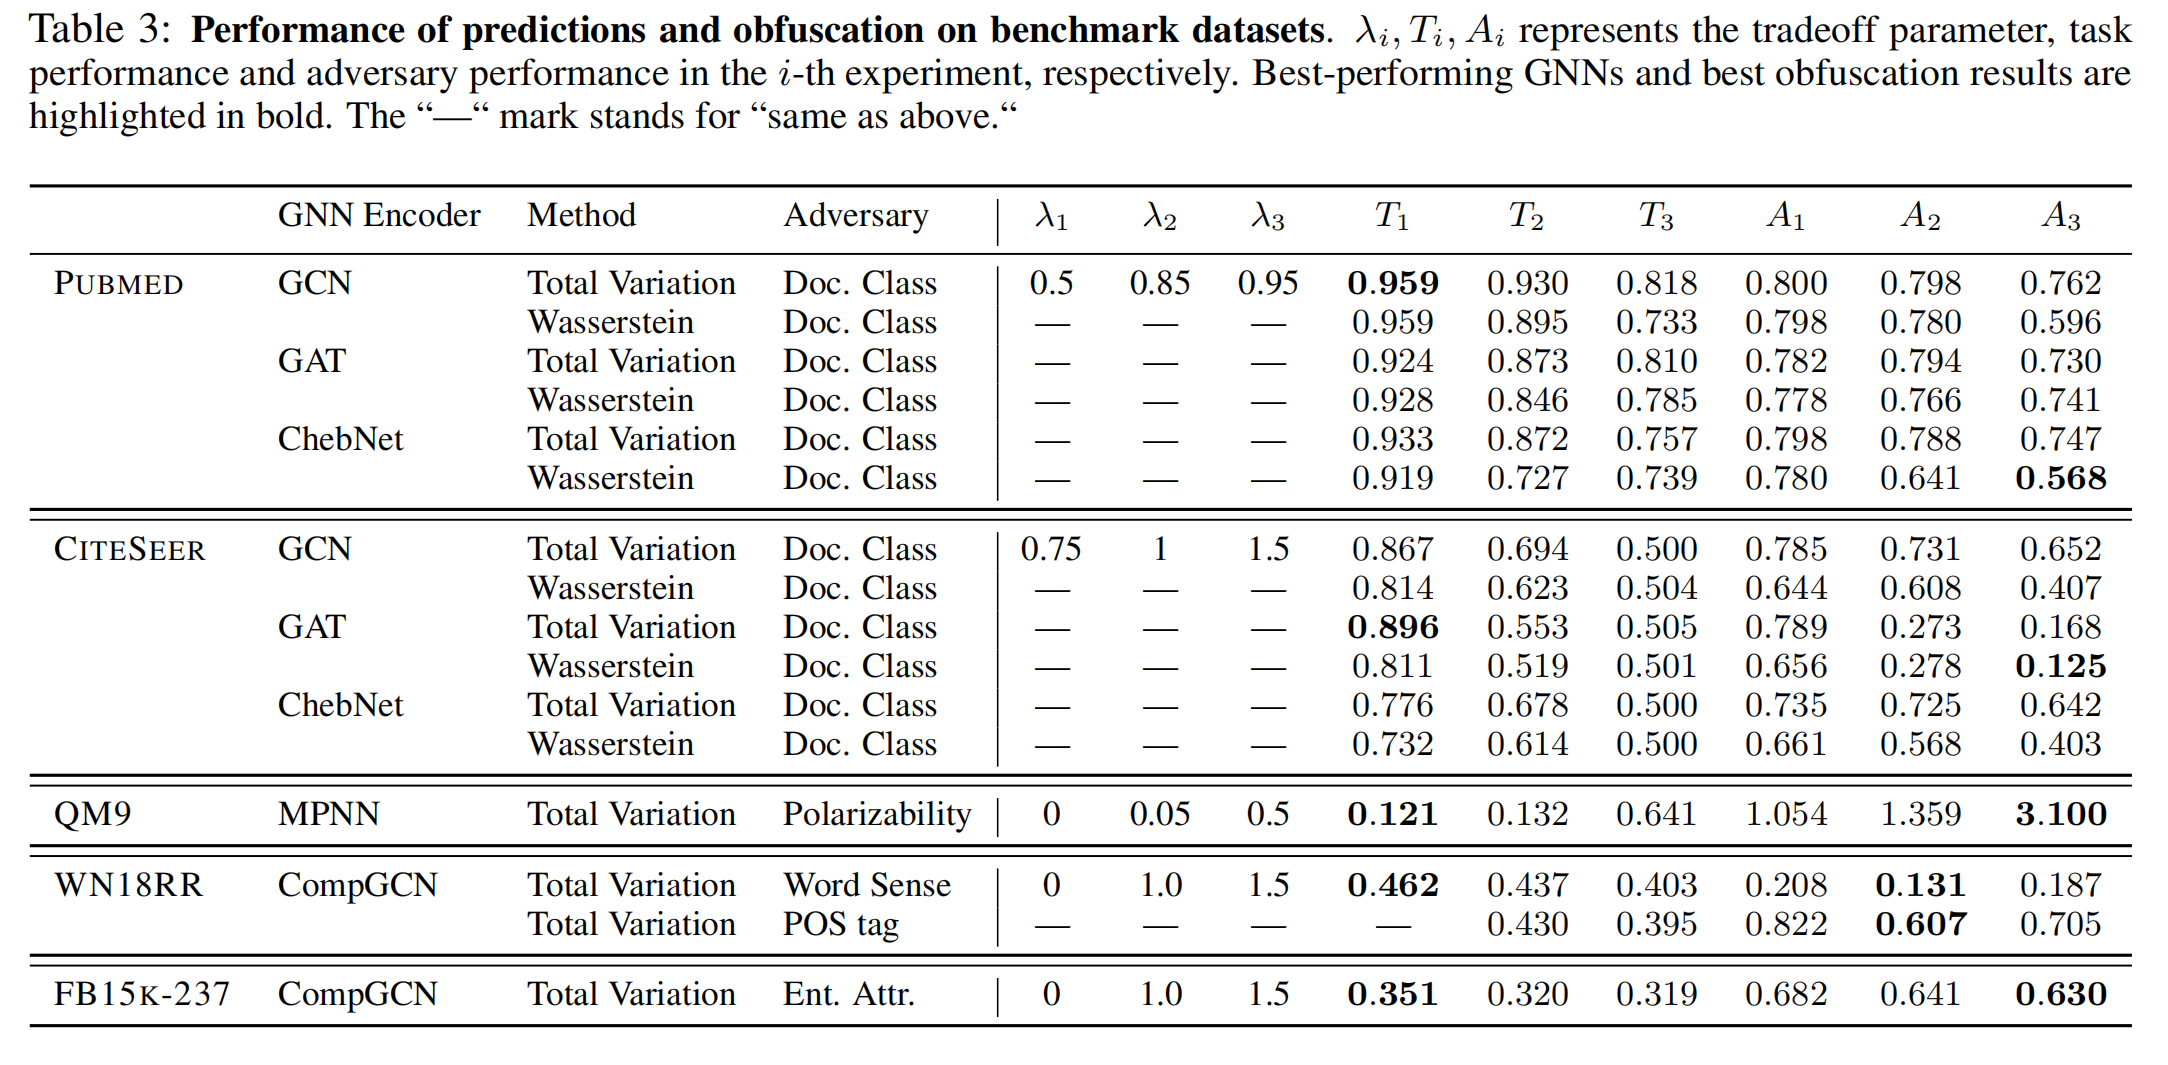 Table 3: Performance of predictions and obfuscation on benchmark datasets. λ₁, T₁, A₁ represents the tradeoff parameter, task
performance and adversary performance in the i-th experiment, respectively. Best-performing GNNs and best obfuscation results are
highlighted in bold. The “—“ mark stands for “same as above.“
GNN Encoder Method Adversary λ₁ λ₂ λ₃ T₁ T₂ T₃ A₁ A₂ A₃
PUBMED GCN Total Variation Doc. Class 0.5 0.85 0.95 0.959 0.930 0.818 0.800 0.798 0.762
Wasserstein Doc. Class — — — 0.959 0.895 0.733 0.798 0.780 0.596
GAT Total Variation Doc. Class — — — 0.924 0.873 0.810 0.782 0.794 0.730
Wasserstein Doc. Class — — — 0.928 0.846 0.785 0.778 0.766 0.741
ChebNet Total Variation Doc. Class — — — 0.933 0.872 0.757 0.798 0.788 0.747
Wasserstein Doc. Class — — — 0.919 0.727 0.739 0.780 0.641 0.568
CITESEER GCN Total Variation Doc. Class 0.75 1 1.5 0.867 0.694 0.500 0.785 0.731 0.652
Wasserstein Doc. Class — — — 0.814 0.623 0.504 0.644 0.608 0.407
GAT Total Variation Doc. Class — — — 0.896 0.553 0.505 0.789 0.273 0.168
Wasserstein Doc. Class — — — 0.811 0.519 0.501 0.656 0.278 0.125
ChebNet Total Variation Doc. Class — — — 0.776 0.678 0.500 0.735 0.725 0.642
Wasserstein Doc. Class — — — 0.732 0.614 0.500 0.661 0.568 0.403
QM9 MPNN Total Variation Polarizability 0 0.05 0.5 0.121 0.132 0.641 1.054 1.359 3.100
WN18RR CompGCN Total Variation Word Sense 0 1.0 1.5 0.462 0.437 0.403 0.208 0.131 0.187
Total Variation POS tag — — — — 0.430 0.395 0.822 0.607 0.705
FB15K-237 CompGCN Total Variation Ent. Attr. 0 1.0 1.5 0.351 0.320 0.319 0.682 0.641 0.630